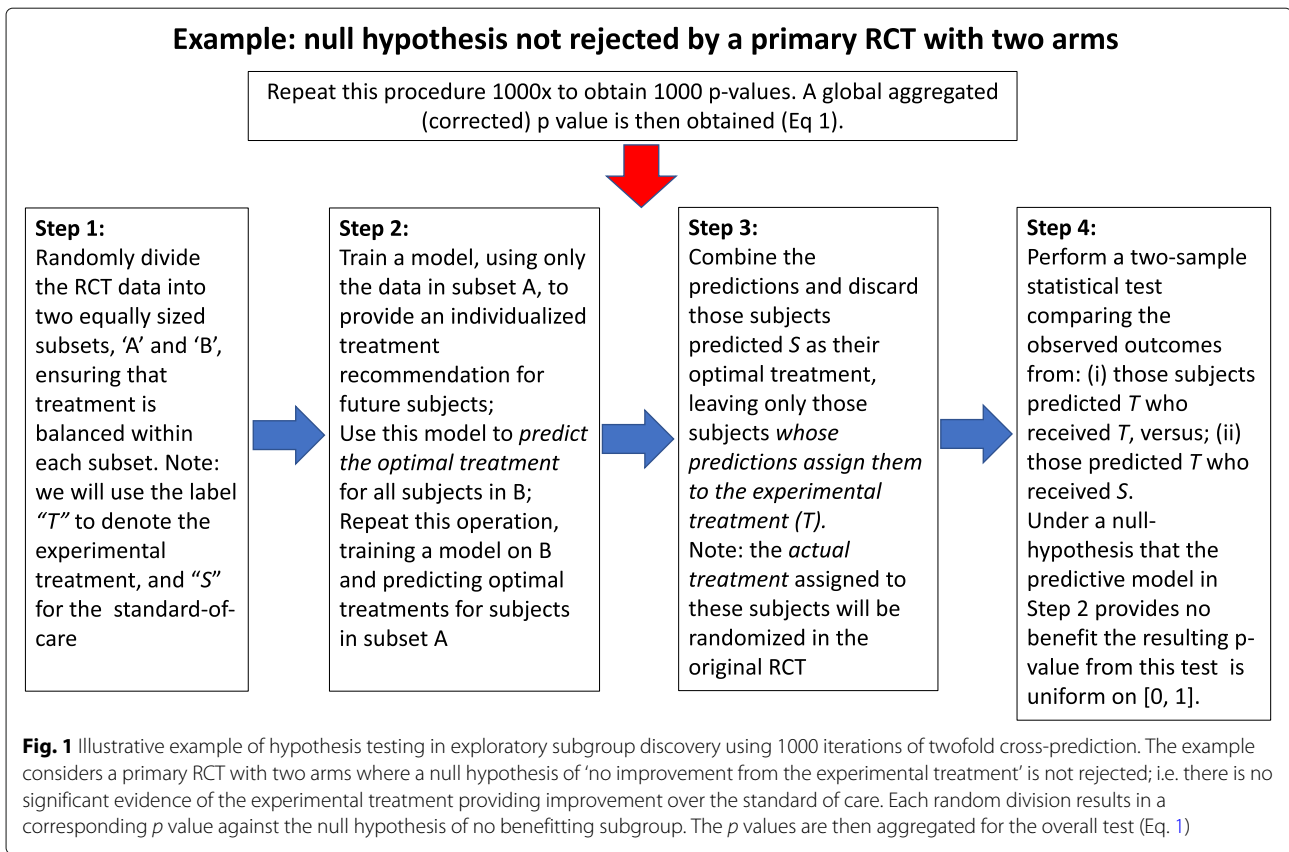 Example: null hypothesis not rejected by a primary RCT with two arms
Repeat this procedure 1000x to obtain 1000 p-values. A global aggregated
(corrected) p value is then obtained (Eq 1).
Step 1:
Randomly divide
the RCT data into
two equally sized
subsets, ‘A’ and ‘B’,
ensuring that
treatment is
balanced within
each subset. Note:
we will use the label
“T” to denote the
experimental
treatment, and “S”
for the standard-of-
care
Step 2:
Train a model, using only
the data in subset A, to
provide an individualized
treatment
recommendation for
future subjects;
Use this model to predict
the optimal treatment
for all subjects in B;
Repeat this operation,
training a model on B
and predicting optimal
treatments for subjects
in subset A
Step 3:
Combine the
predictions and discard
those subjects
predicted S as their
optimal treatment,
leaving only those
subjects whose
predictions assign them
to the experimental
treatment (T).
Note: the actual
treatment assigned to
these subjects will be
randomized in the
original RCT
Step 4:
Perform a two-sample
statistical test
comparing the
observed outcomes
from: (i) those subjects
predicted T who
received T, versus; (ii)
those predicted T who
received S.
Under a null-
hypothesis that the
predictive model in
Step 2 provides no
benefit the resulting p-
value from this test is
uniform on [0, 1].
Fig. 1 Illustrative example of hypothesis testing in exploratory subgroup discovery using 1000 iterations of twofold cross-prediction. The example
considers a primary RCT with two arms where a null hypothesis of ‘no improvement from the experimental treatment’ is not rejected; i.e. there is no
significant evidence of the experimental treatment providing improvement over the standard of care. Each random division results in a
corresponding p value against the null hypothesis of no benefitting subgroup. The p values are then aggregated for the overall test (Eq. 1)